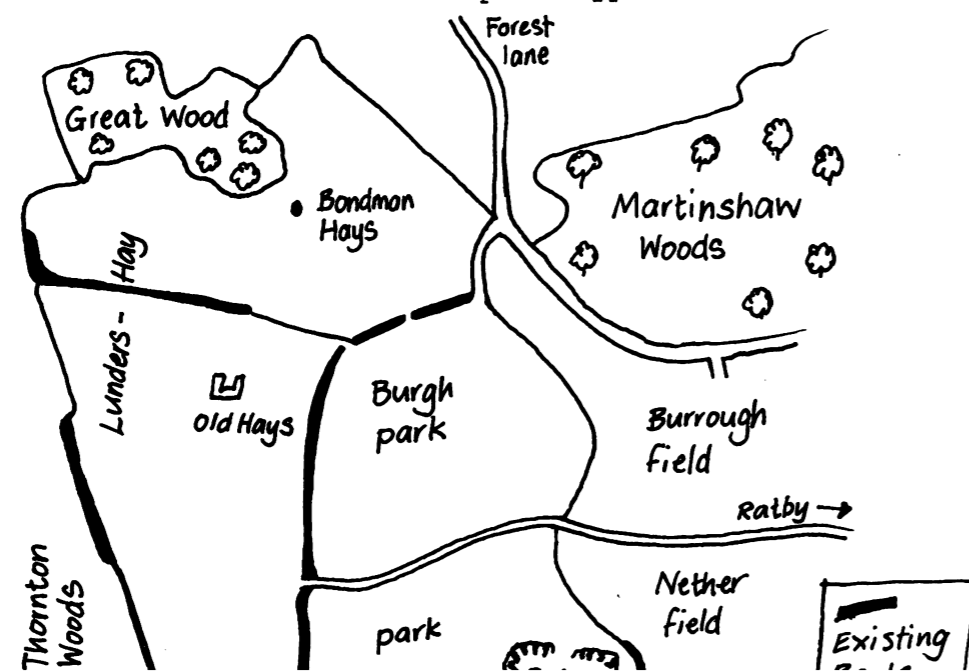 Forest
lane
Great Wood
Bondman
Hays
Martinshaw
Woods
Lunders-Hay
Old Hays
Burgh
park
Burrough
field
Ratby
Thornton
Woods
Nether
field
park
Existing